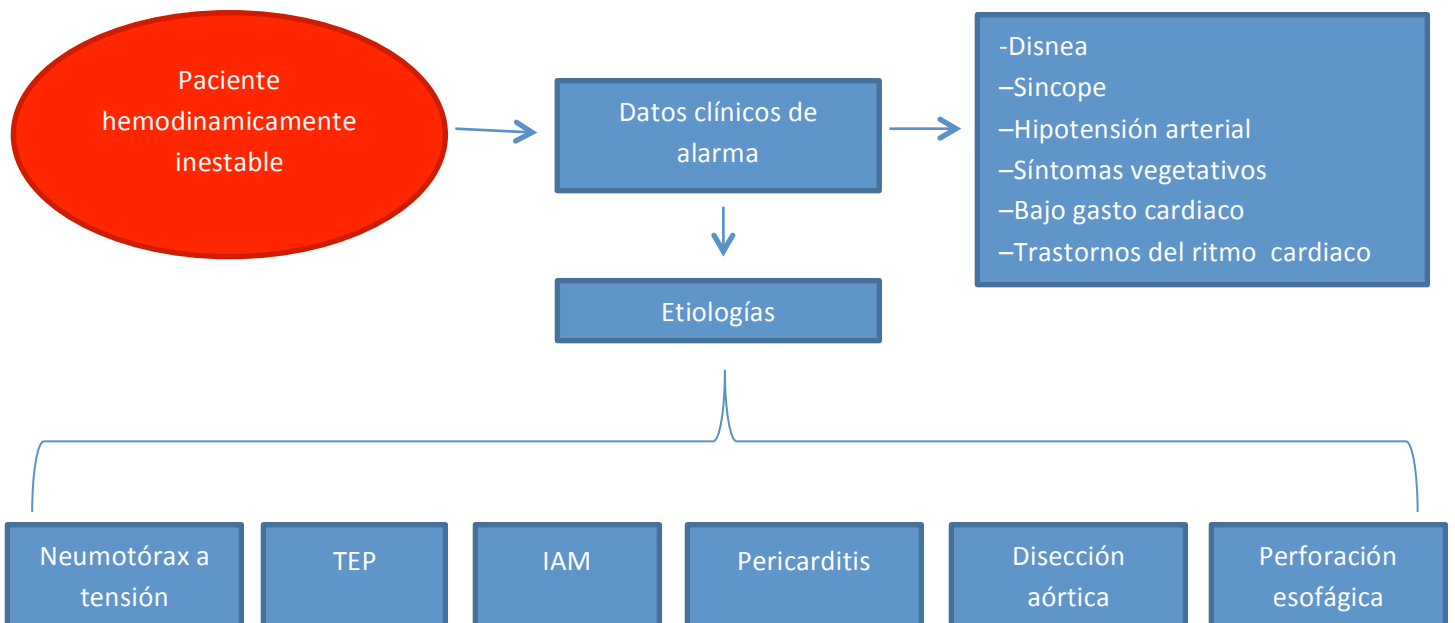 Paciente
hemodinamicamente
inestable
Datos clínicos de
alarma
-Disnea
–Sincope
–Hipotensión arterial
–Síntomas vegetativos
–Bajo gasto cardiaco
–Trastornos del ritmo  cardiaco
Etiologías
Neumotórax a
tensión
TEP
IAM
Pericarditis
Disección
aórtica
Perforación
esofágica